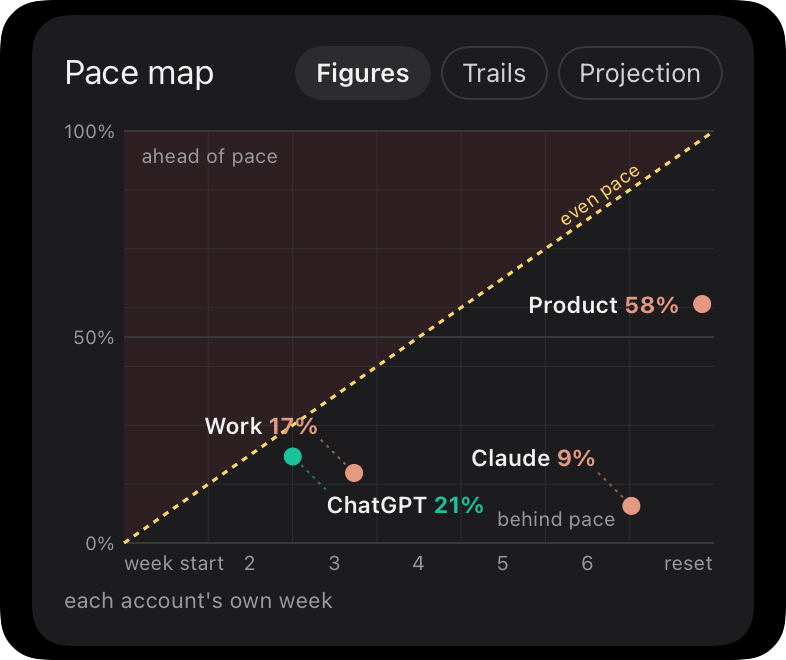 Pace map
Figures
Trails
Projection
100%
ahead of pace
even pace
Product 58%
50%
Work 17%
Claude 9%
ChatGPT 21%
behind pace
0%
week start 2 3 4 5 6 reset
each account's own week